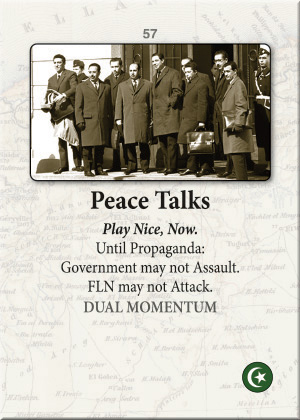 57
Peace Talks
Play Nice, Now.
Until Propaganda:
Government may not Assault.
FLN may not Attack.
DUAL MOMENTUM